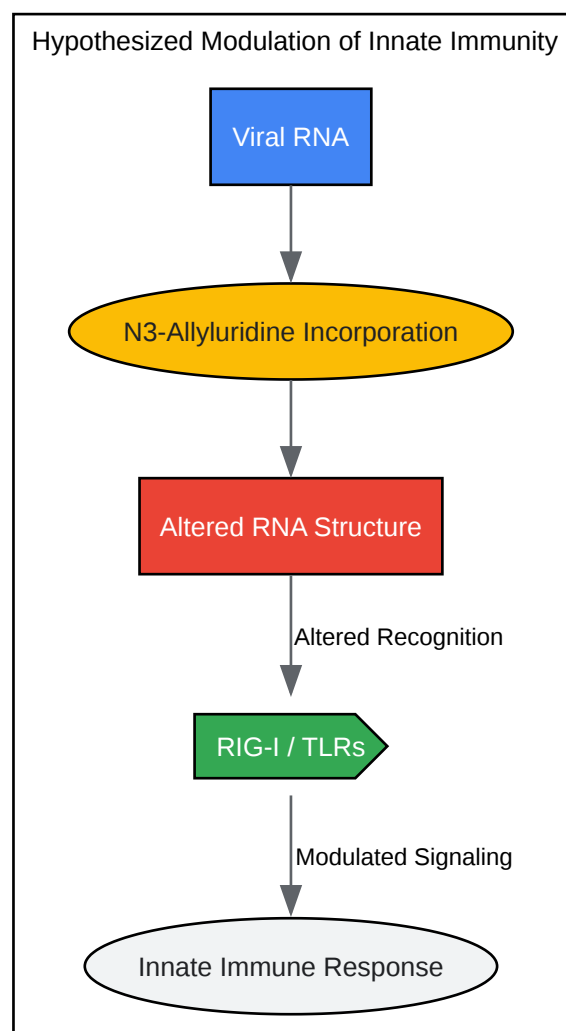 Hypothesized Modulation of Innate Immunity
Viral RNA
N3-Allyluridine Incorporation
Altered RNA Structure
Altered Recognition
RIG-I / TLRs
Modulated Signaling
Innate Immune Response